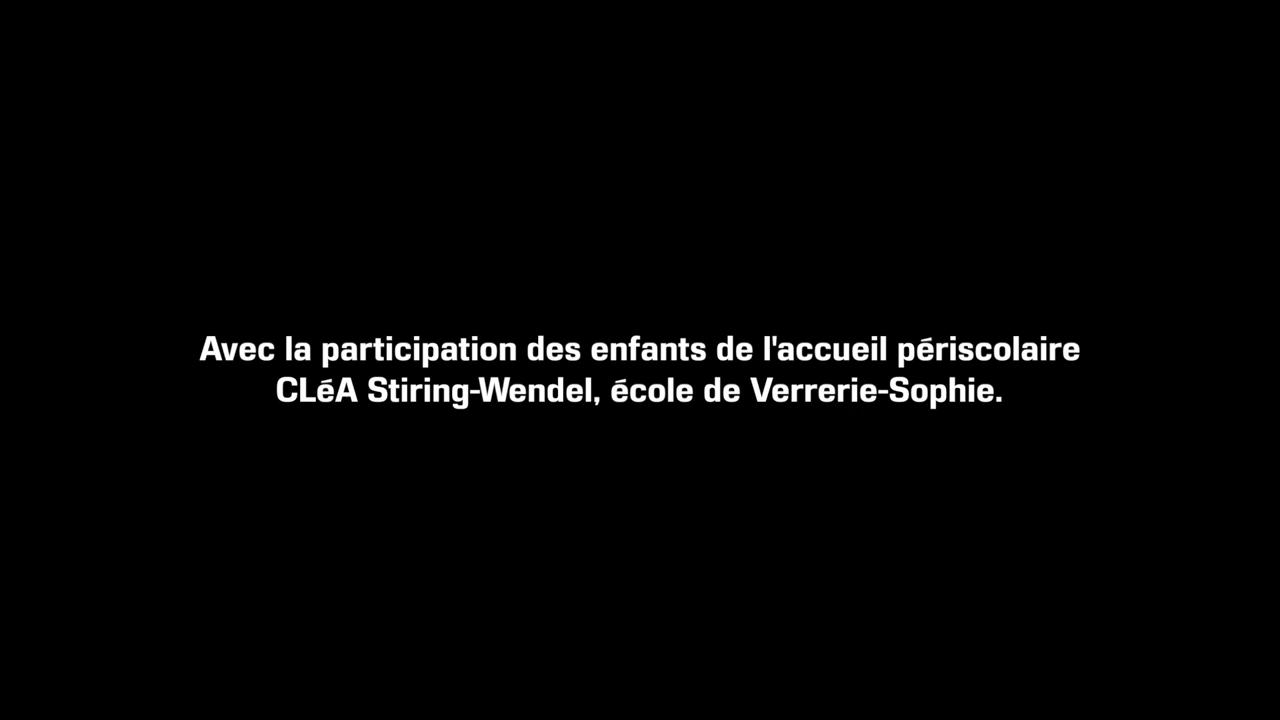 Avec la participation des enfants de l'accueil périscolaire
CLéA Stiring-Wendel, école de Verrerie-Sophie.